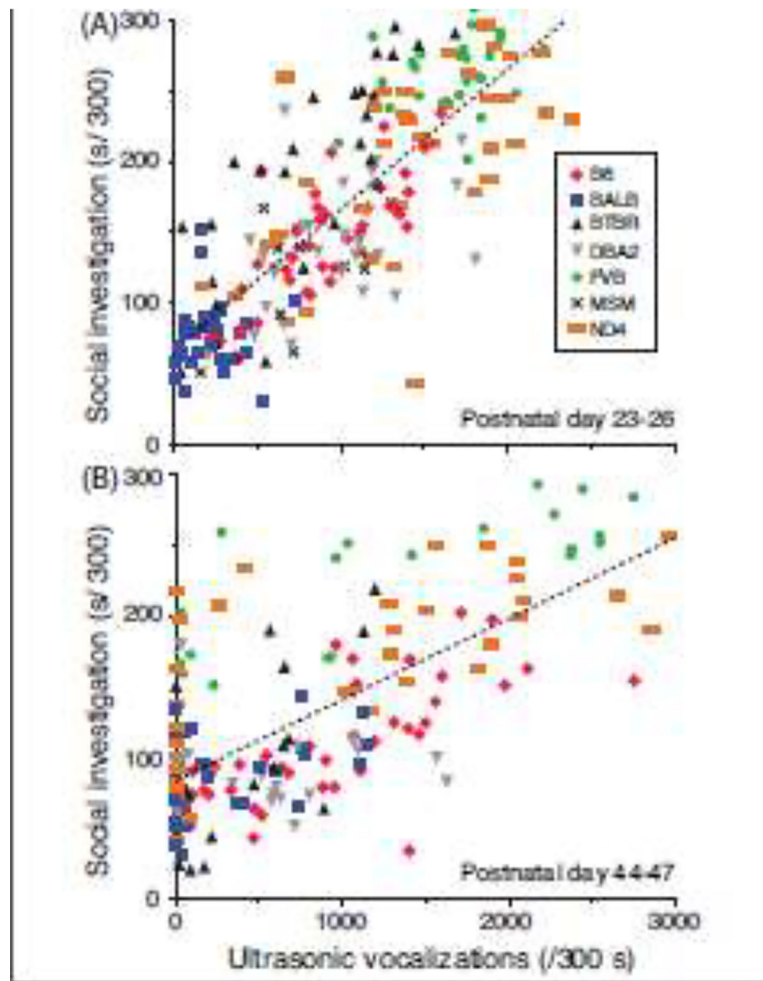 (A)
300
200
100
0
Social investigation (s/ 300)
B6
BALB
BTBR
DBA2
FVB
MSM
ND4
Postnatal day 23-26
(B)
300
200
100
0
Social investigation (s/ 300)
Postnatal day 44-47
0 1000 2000 3000
Ultrasonic vocalizations (/300 s)